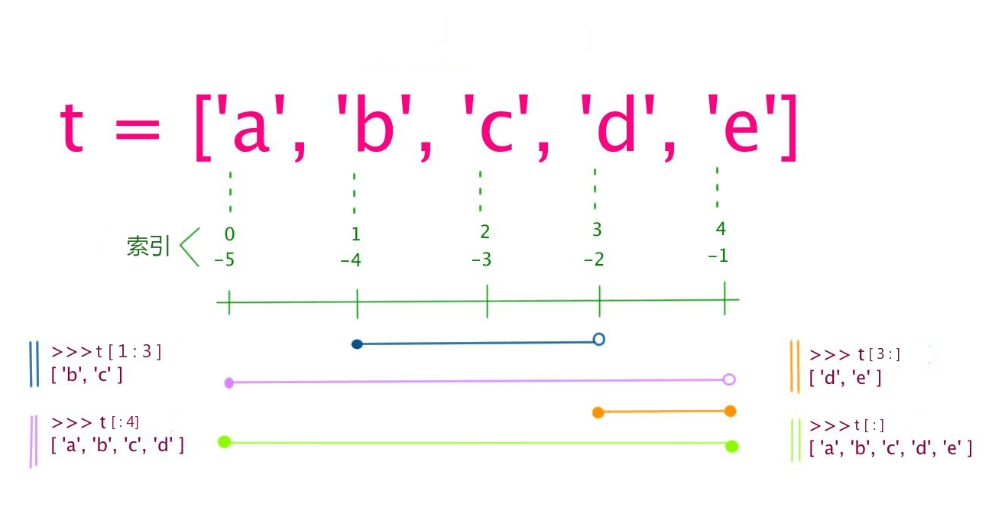 t = ['a', 'b', 'c', 'd', 'e']
索引
0 1 2 3 4
-5 -4 -3 -2 -1
>>>t [ 1 : 3 ]
[ 'b', 'c' ]
>>> t [ : 4]
[ 'a', 'b', 'c', 'd' ]
>>> t [ 3 : ]
[ 'd', 'e' ]
>>>t [ : ]
[ 'a', 'b', 'c', 'd', 'e' ]